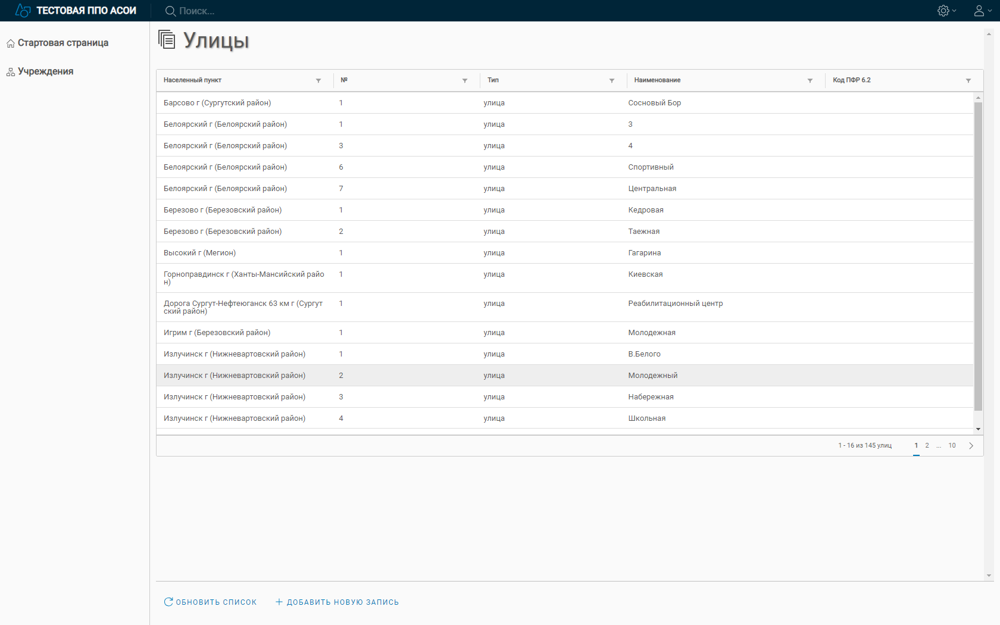 ТЕСТОВАЯ ППО АСОИ
Поиск...
Стартовая страница
Учреждения
Улицы
Населенный пункт № Тип Наименование Код ПФР 6.2
Барсово г (Сургутский район) 1 улица Сосновый Бор
Белоярский г (Белоярский район) 1 улица 3
Белоярский г (Белоярский район) 3 улица 4
Белоярский г (Белоярский район) 6 улица Спортивный
Белоярский г (Белоярский район) 7 улица Центральная
Березово г (Березовский район) 1 улица Кедровая
Березово г (Березовский район) 2 улица Таежная
Высокий г (Мегион) 1 улица Гагарина
Горноправдинск г (Ханты-Мансийский райо 1 улица Киевская
н)
Дорога Сургут-Нефтеюганск 63 км г (Сургут 1 улица Реабилитационный центр
ский район)
Игрим г (Березовский район) 1 улица Молодежная
Излучинск г (Нижневартовский район) 1 улица В.Белого
Излучинск г (Нижневартовский район) 2 улица Молодежный
Излучинск г (Нижневартовский район) 3 улица Набережная
Излучинск г (Нижневартовский район) 4 улица Школьная
1 - 16 из 145 улиц 1 2 ... 10
ОБНОВИТЬ СПИСОК ДОБАВИТЬ НОВУЮ ЗАПИСЬ